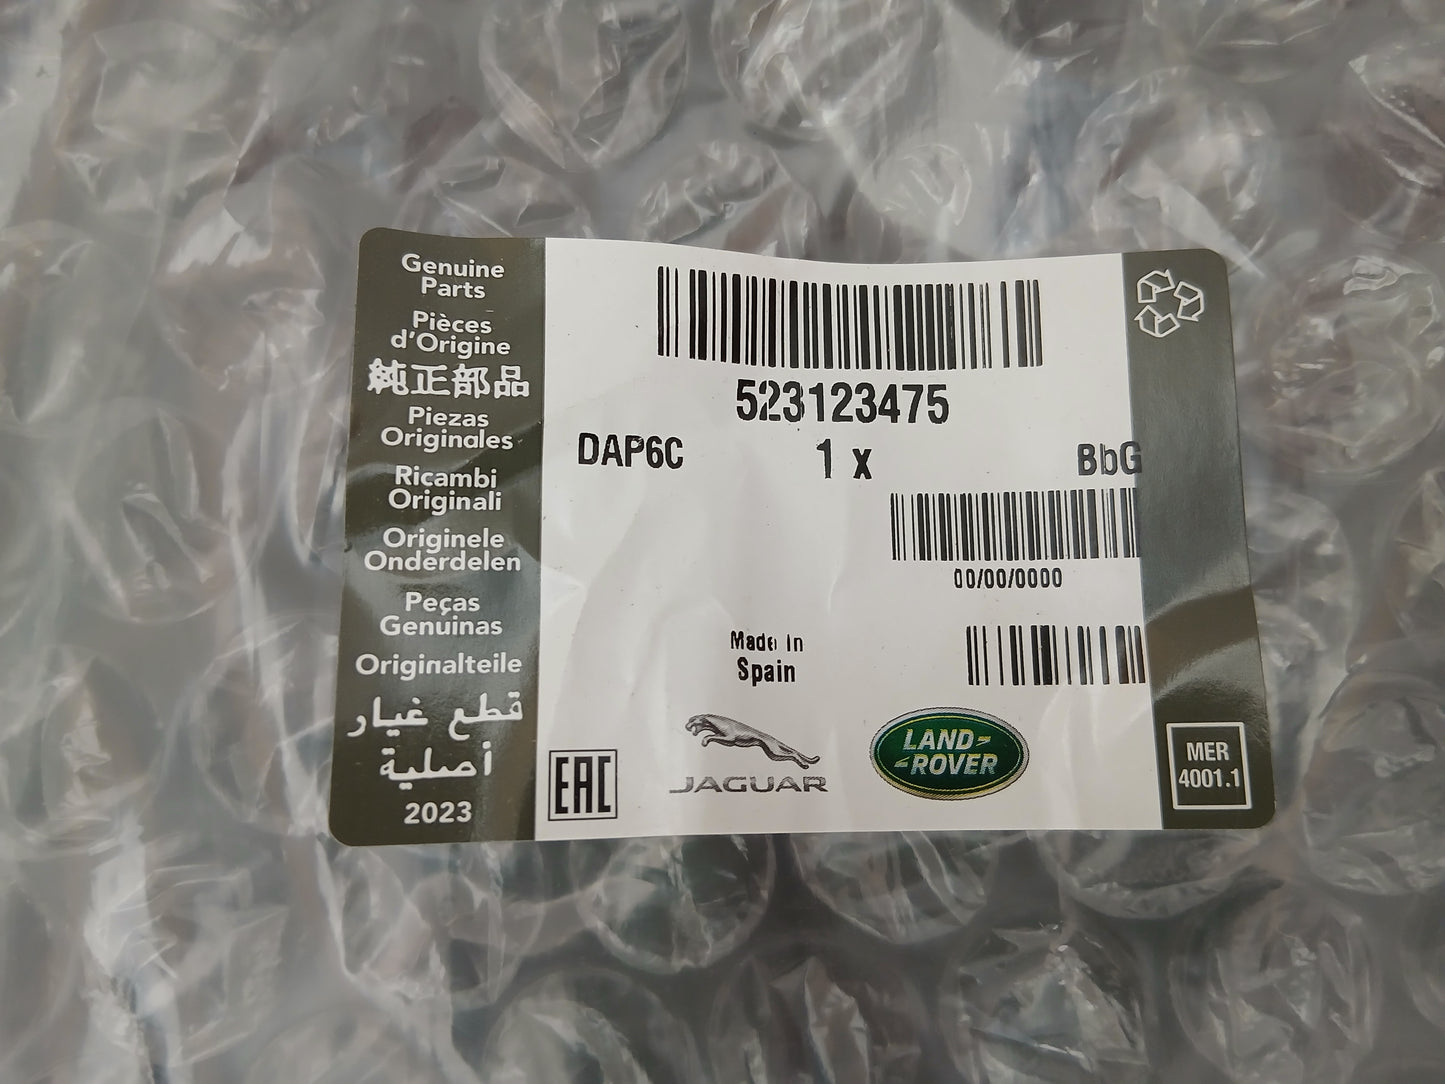 Genuine
Parts
Pièces
d'Origine
純正部品
Piezas
Originales
Ricambi
Originali
Originele
Onderdelen
Peças
Genuinas
Originalteile
قطع غيار
أصلية
2023
523123475
DAP6C 1 x BbG
00/00/0000
Made in
Spain
EAC
JAGUAR
LAND-
-ROVER
MER
4001.1